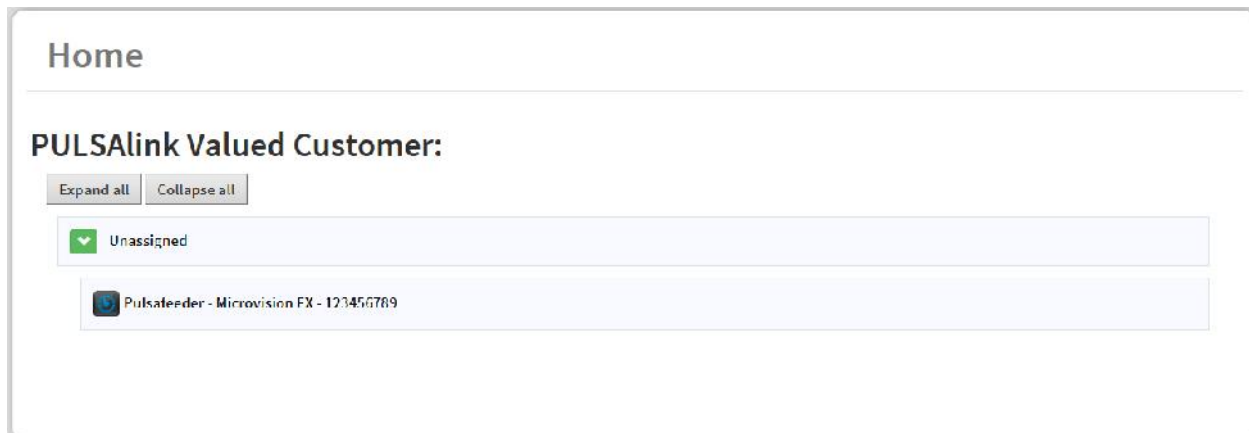 Home
PULSAlink Valued Customer:
Expand all Collapse all
Unassigned
Pulsafeeder - Microvision EX - 123456789